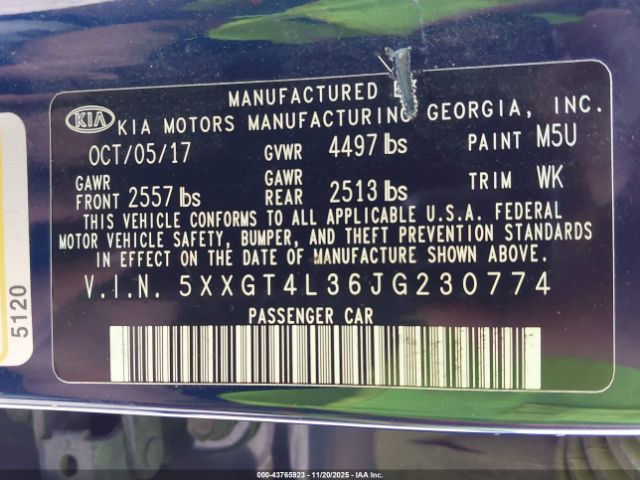 MANUFACTURED
KIA KIA MOTORS MANUFACTURING GEORGIA, INC.
OCT/05/17 GVWR 4497 lbs PAINT M5U
GAWR FRONT 2557 lbs GAWR REAR 2513 lbs TRIM WK
THIS VEHICLE CONFORMS TO ALL APPLICABLE U.S.A. FEDERAL
MOTOR VEHICLE SAFETY, BUMPER, AND THEFT PREVENTION STANDARDS
IN EFFECT ON THE DATE OF MANUFACTURE SHOWN ABOVE.
V.I.N. 5XXGT4L36JG230774
PASSENGER CAR
5120
000-43765923 - 11/20/2025 - IAA Inc.